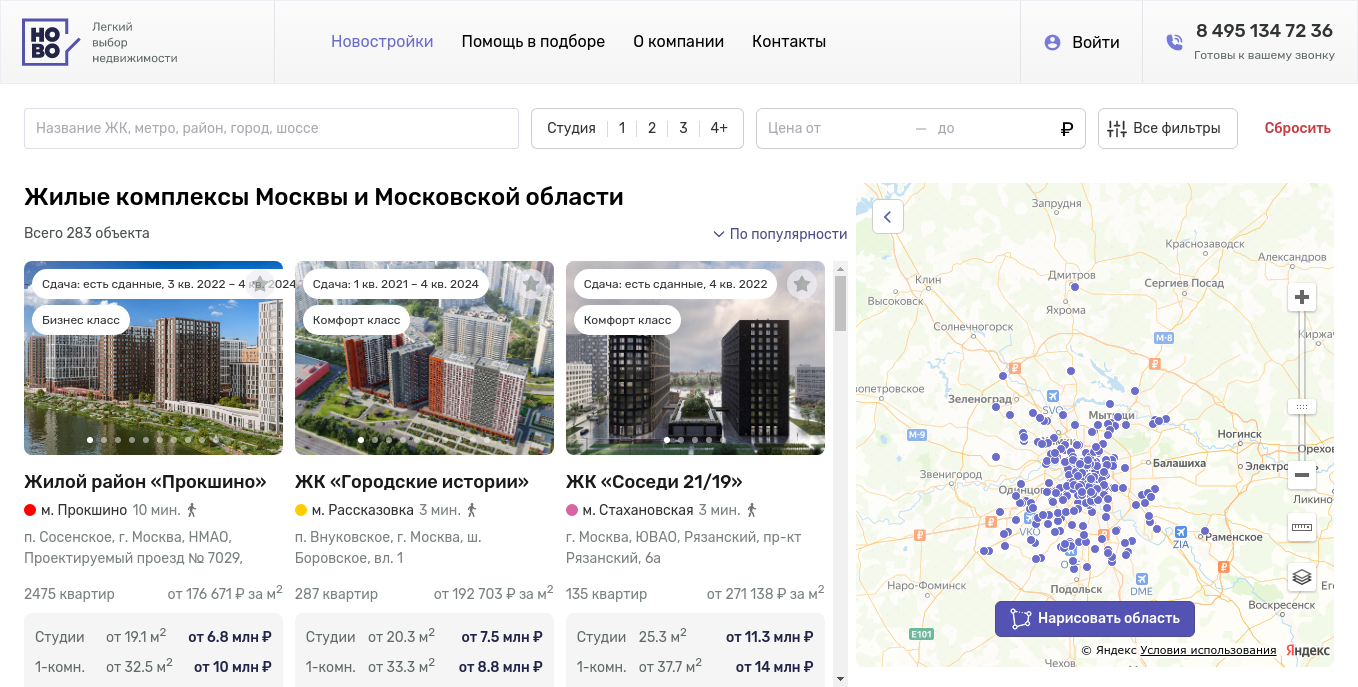 НО
ВО
Легкий
выбор
недвижимости
Новостройки
Помощь в подборе
О компании
Контакты
Войти
8 495 134 72 36
Готовы к вашему звонку
Название ЖК, метро, район, город, шоссе
Студия 1 2 3 4+
Цена от — до ₽
Все фильтры
Сбросить
Жилые комплексы Москвы и Московской области
Всего 283 объекта
По популярности
Сдача: есть сданные, 3 кв. 2022 – 4 кв. 2024
Бизнес класс
Жилой район «Прокшино»
м. Прокшино 10 мин.
п. Сосенское, г. Москва, НМАО,
Проектируемый проезд № 7029,
2475 квартир от 176 671 ₽ за м2
Студии от 19.1 м2 от 6.8 млн ₽
1-комн. от 32.5 м2 от 10 млн ₽
Сдача: 1 кв. 2021 – 4 кв. 2024
Комфорт класс
ЖК «Городские истории»
м. Рассказовка 3 мин.
п. Внуковское, г. Москва, ш.
Боровское, вл. 1
287 квартир от 192 703 ₽ за м2
Студии от 20.3 м2 от 7.5 млн ₽
1-комн. от 33.3 м2 от 8.8 млн ₽
Сдача: есть сданные, 4 кв. 2022
Комфорт класс
ЖК «Соседи 21/19»
м. Стахановская 3 мин.
г. Москва, ЮВАО, Рязанский, пр-кт
Рязанский, 6а
135 квартир от 271 138 ₽ за м2
Студии 25.3 м2 от 11.3 млн ₽
1-комн. от 37.7 м2 от 14 млн ₽
Запрудня
Краснозаводск
Александров
Клин
Дмитров
Сергиев Посад
Высоковск
Яхрома
Солнечногорск
М-8
Киржач
Зеленоград
SVO
Мытищи
М-9
Ногинск
Орехов
Балашиха
Электро
Звенигород
Одинцово
Ликино
VKO
ZIA
Раменское
Наро-Фоминск
Подольск
DME
Воскресенск
Его
E101
Чехов
Нарисовать область
© Яндекс Условия использования
Яндекс